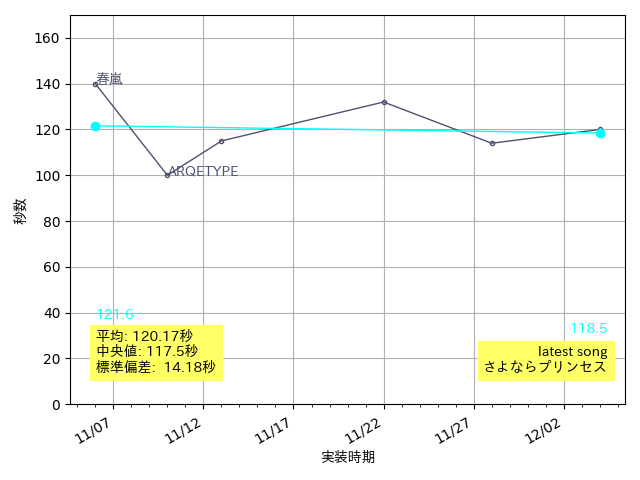 160
140
120
100
80
60
40
20
0
秒数
春嵐
ARQETYPE
121.6
118.5
平均: 120.17秒
中央値: 117.5秒
標準偏差: 14.18秒
latest song
さよならプリンセス
11/07
11/12
11/17
11/22
11/27
12/02
実装時期